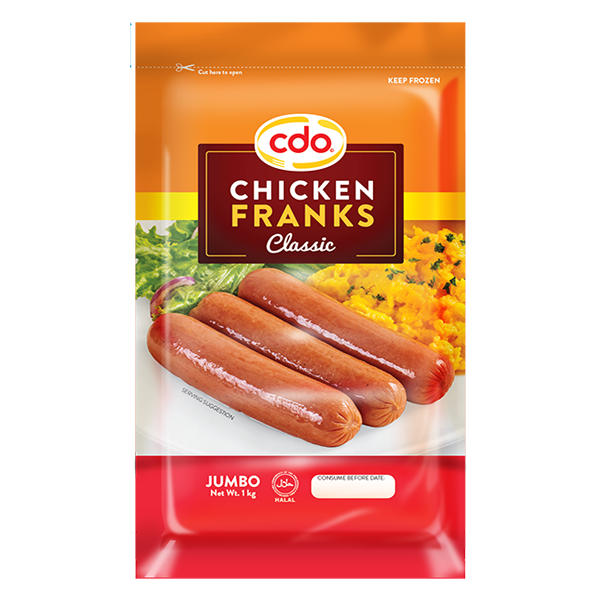 Cut here to open
KEEP FROZEN
cdo®
CHICKEN
FRANKS
Classic
SERVING SUGGESTION
JUMBO
Net Wt. 1 kg
حلال
HALAL
CONSUME BEFORE DATE: